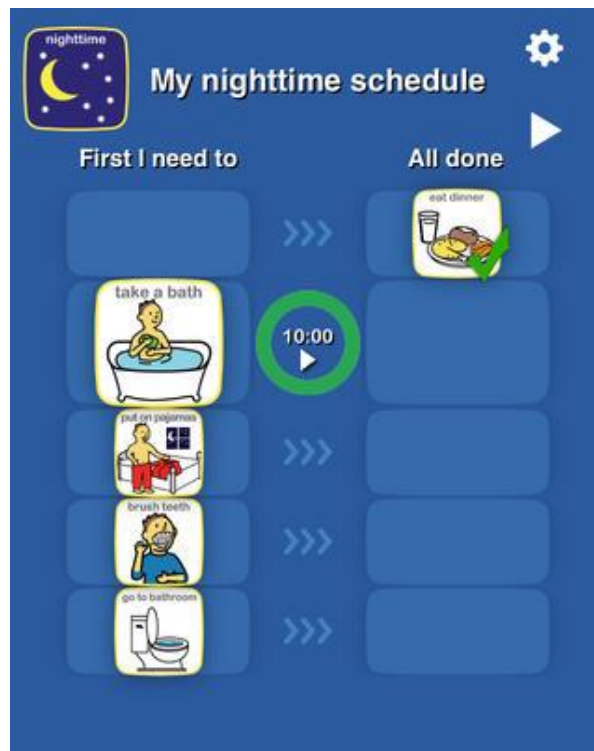 nighttime
My nighttime schedule
First I need to
All done
eat dinner
take a bath
10:00
put on pajamas
brush teeth
go to bathroom